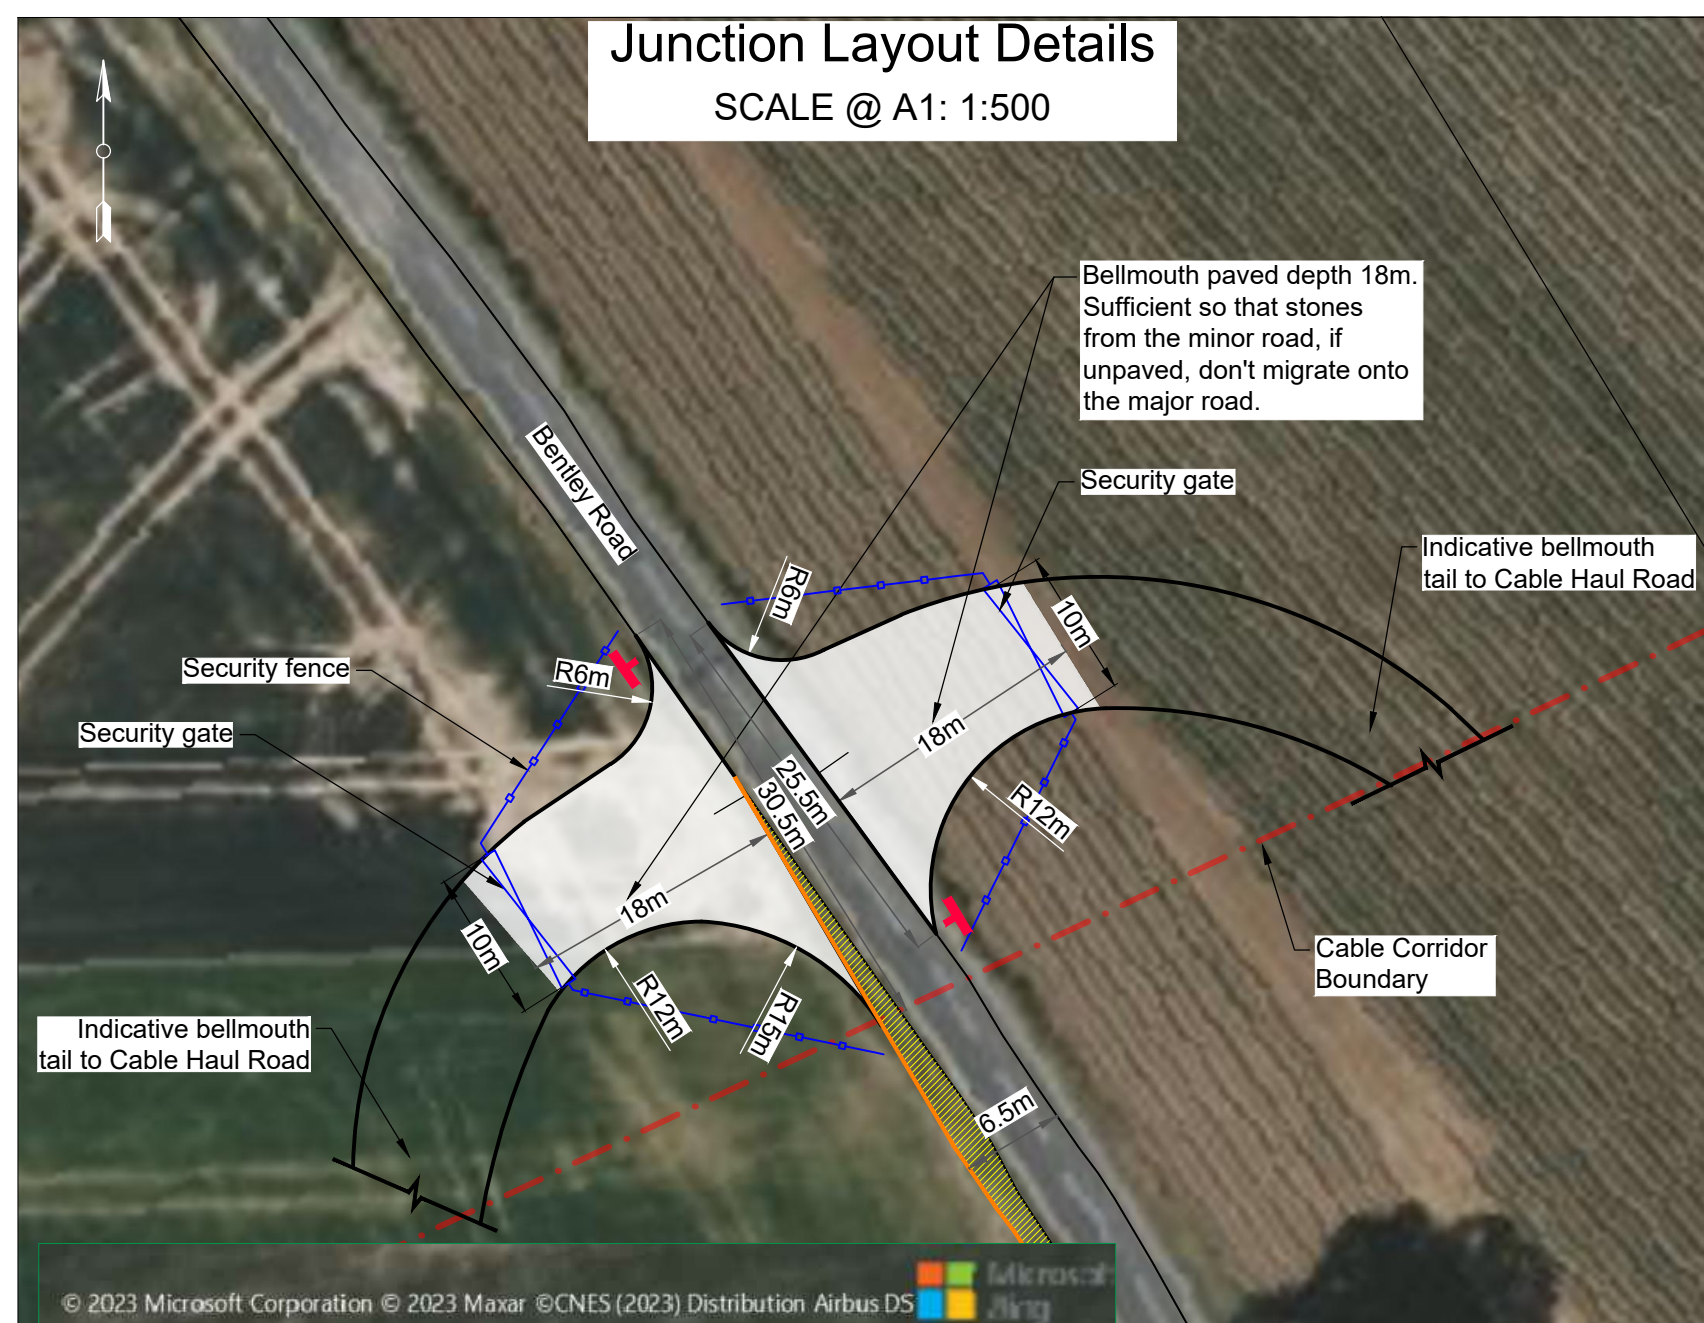 Junction Layout Details
SCALE @ A1: 1:500
Bellmouth paved depth 18m.
Sufficient so that stones
from the minor road, if
unpaved, don't migrate onto
the major road.
Bentley Road
Security gate
Indicative bellmouth
tail to Cable Haul Road
R6m
10m
Security fence
R6m
Security gate
18m
25.5m
30.5m
R12m
18m
10m
R12m
R15m
Cable Corridor
Boundary
Indicative bellmouth
tail to Cable Haul Road
6.5m
© 2023 Microsoft Corporation © 2023 Maxar ©CNES (2023) Distribution Airbus DS
Microsoft
Bing